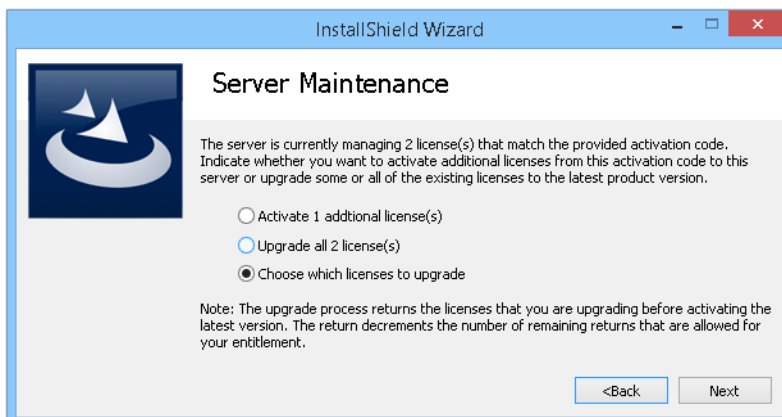 InstallShield Wizard
Server Maintenance
The server is currently managing 2 license(s) that match the provided activation code.
Indicate whether you want to activate additional licenses from this activation code to this
server or upgrade some or all of the existing licenses to the latest product version.
Activate 1 addtional license(s)
Upgrade all 2 license(s)
Choose which licenses to upgrade
Note: The upgrade process returns the licenses that you are upgrading before activating the
latest version. The return decrements the number of remaining returns that are allowed for
your entitlement.
<Back Next